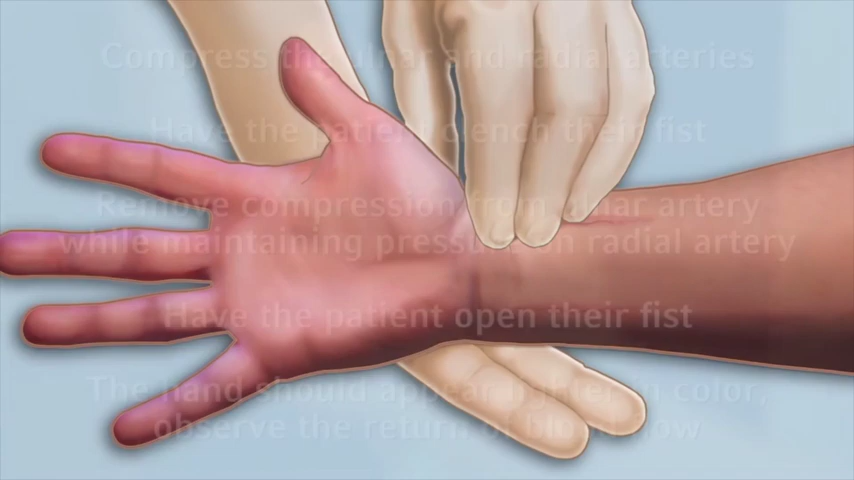 Compress the ulnar and radial arteries
Have the patient clench their fist
Remove compression from ulnar artery
while maintaining pressure on radial artery
Have the patient open their fist
The hand should appear lighter in color,
observe the return of blood flow